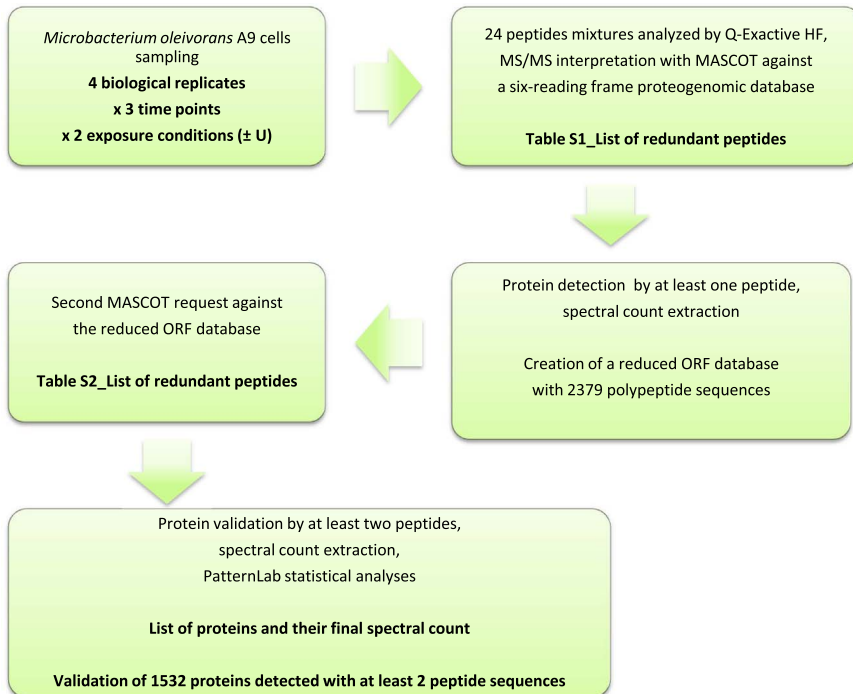 Microbacterium oleivorans A9 cells
sampling
4 biological replicates
x 3 time points
x 2 exposure conditions (± U)
24 peptides mixtures analyzed by Q-Exactive HF,
MS/MS interpretation with MASCOT against
a six-reading frame proteogenomic database
Table S1_List of redundant peptides
Protein detection by at least one peptide,
spectral count extraction
Creation of a reduced ORF database
with 2379 polypeptide sequences
Second MASCOT request against
the reduced ORF database
Table S2_List of redundant peptides
Protein validation by at least two peptides,
spectral count extraction,
PatternLab statistical analyses
List of proteins and their final spectral count
Validation of 1532 proteins detected with at least 2 peptide sequences